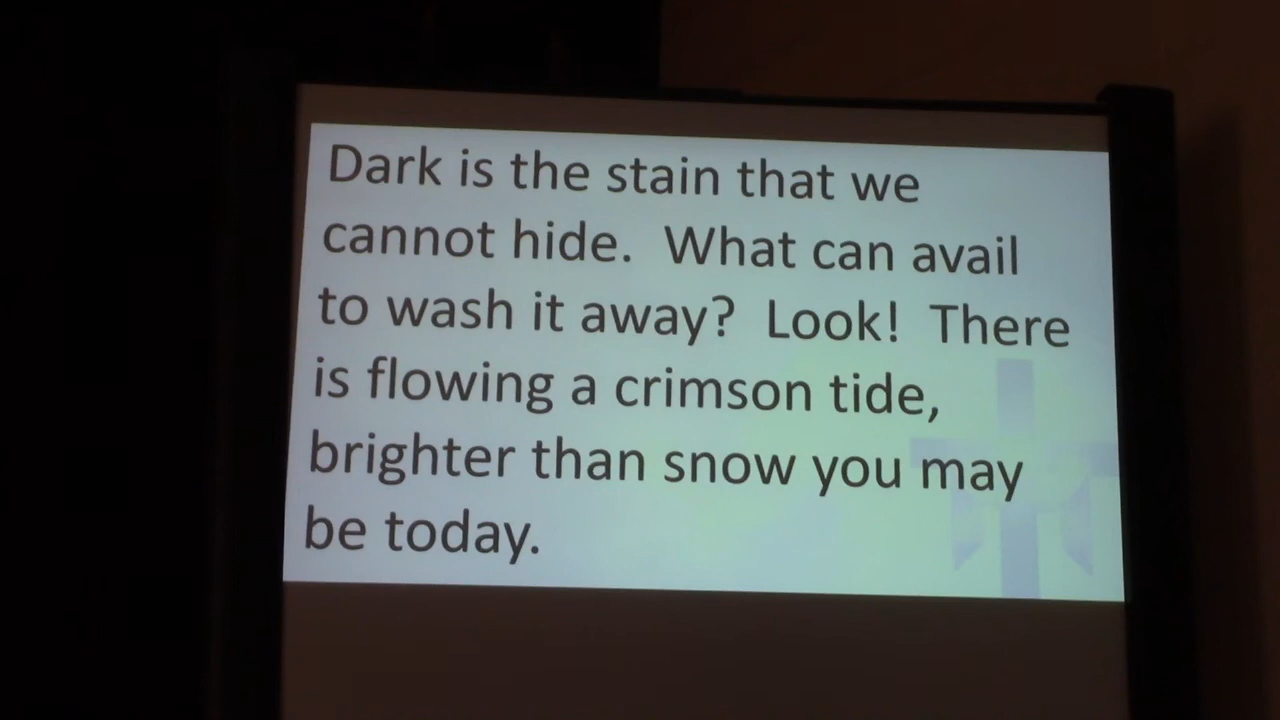 Dark is the stain that we
cannot hide.  What can avail
to wash it away?  Look!  There
is flowing a crimson tide,
brighter than snow you may
be today.